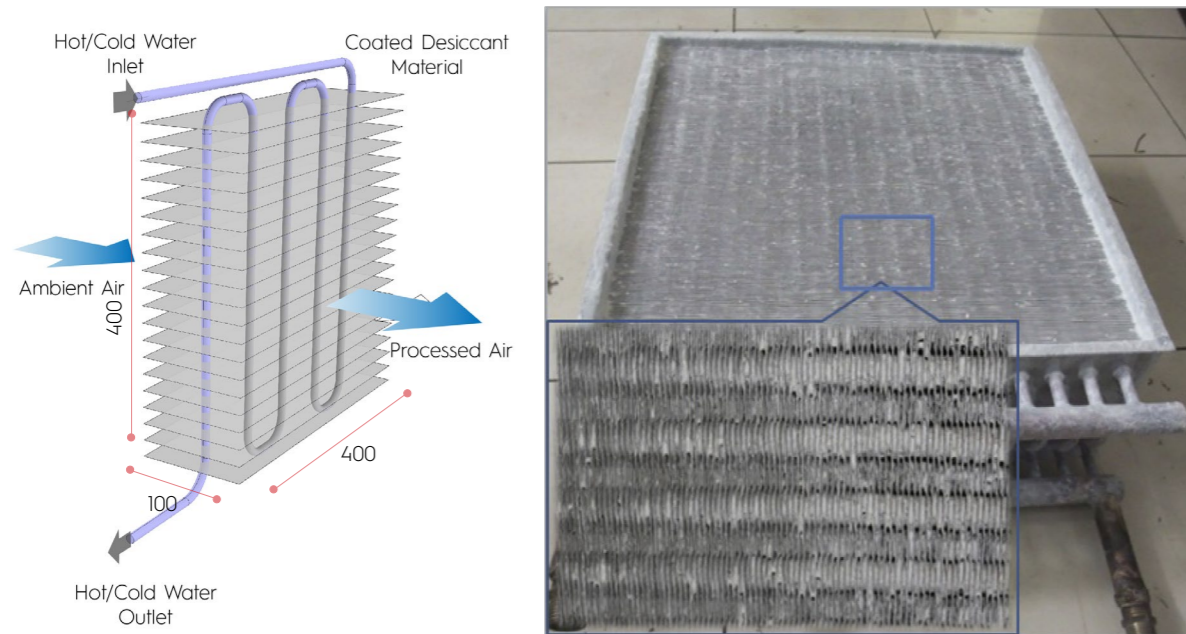 Hot/Cold Water
Inlet
Coated Desiccant
Material
Ambient Air
400
Processed Air
400
100
Hot/Cold Water
Outlet